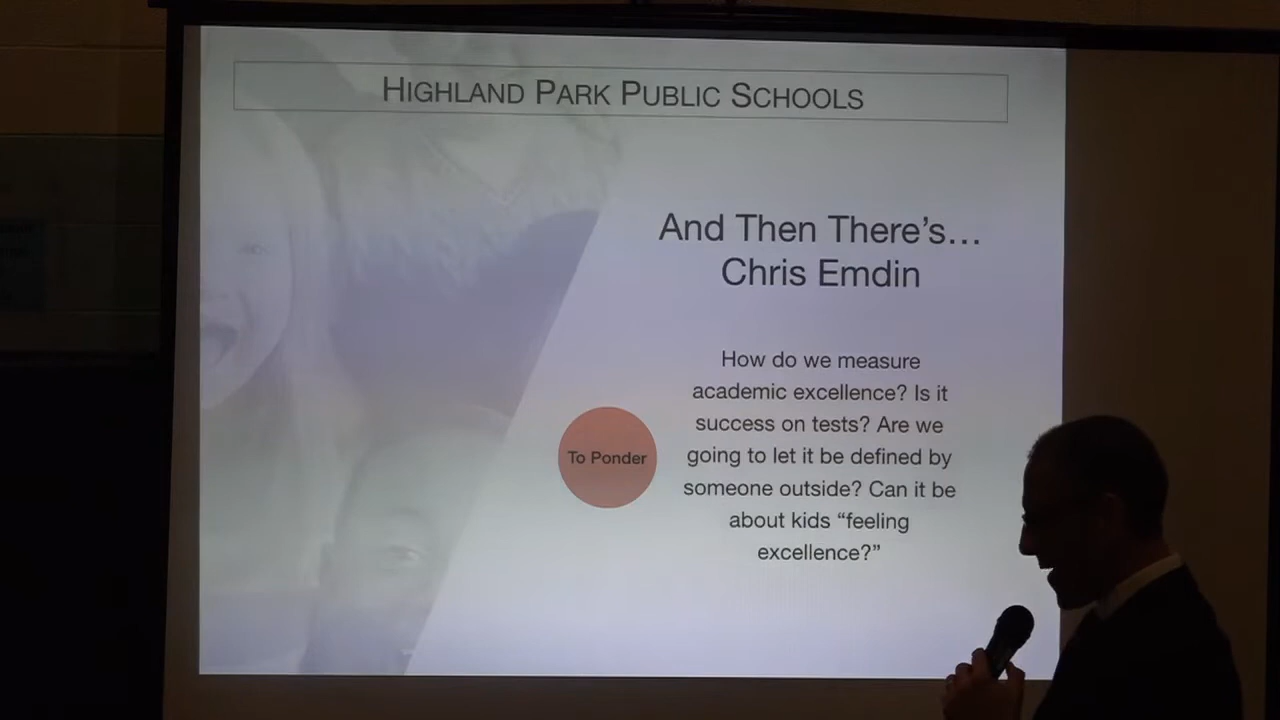 HIGHLAND PARK PUBLIC SCHOOLS
And Then There's…
Chris Emdin
To Ponder
How do we measure
academic excellence? Is it
success on tests? Are we
going to let it be defined by
someone outside? Can it be
about kids “feeling
excellence?”